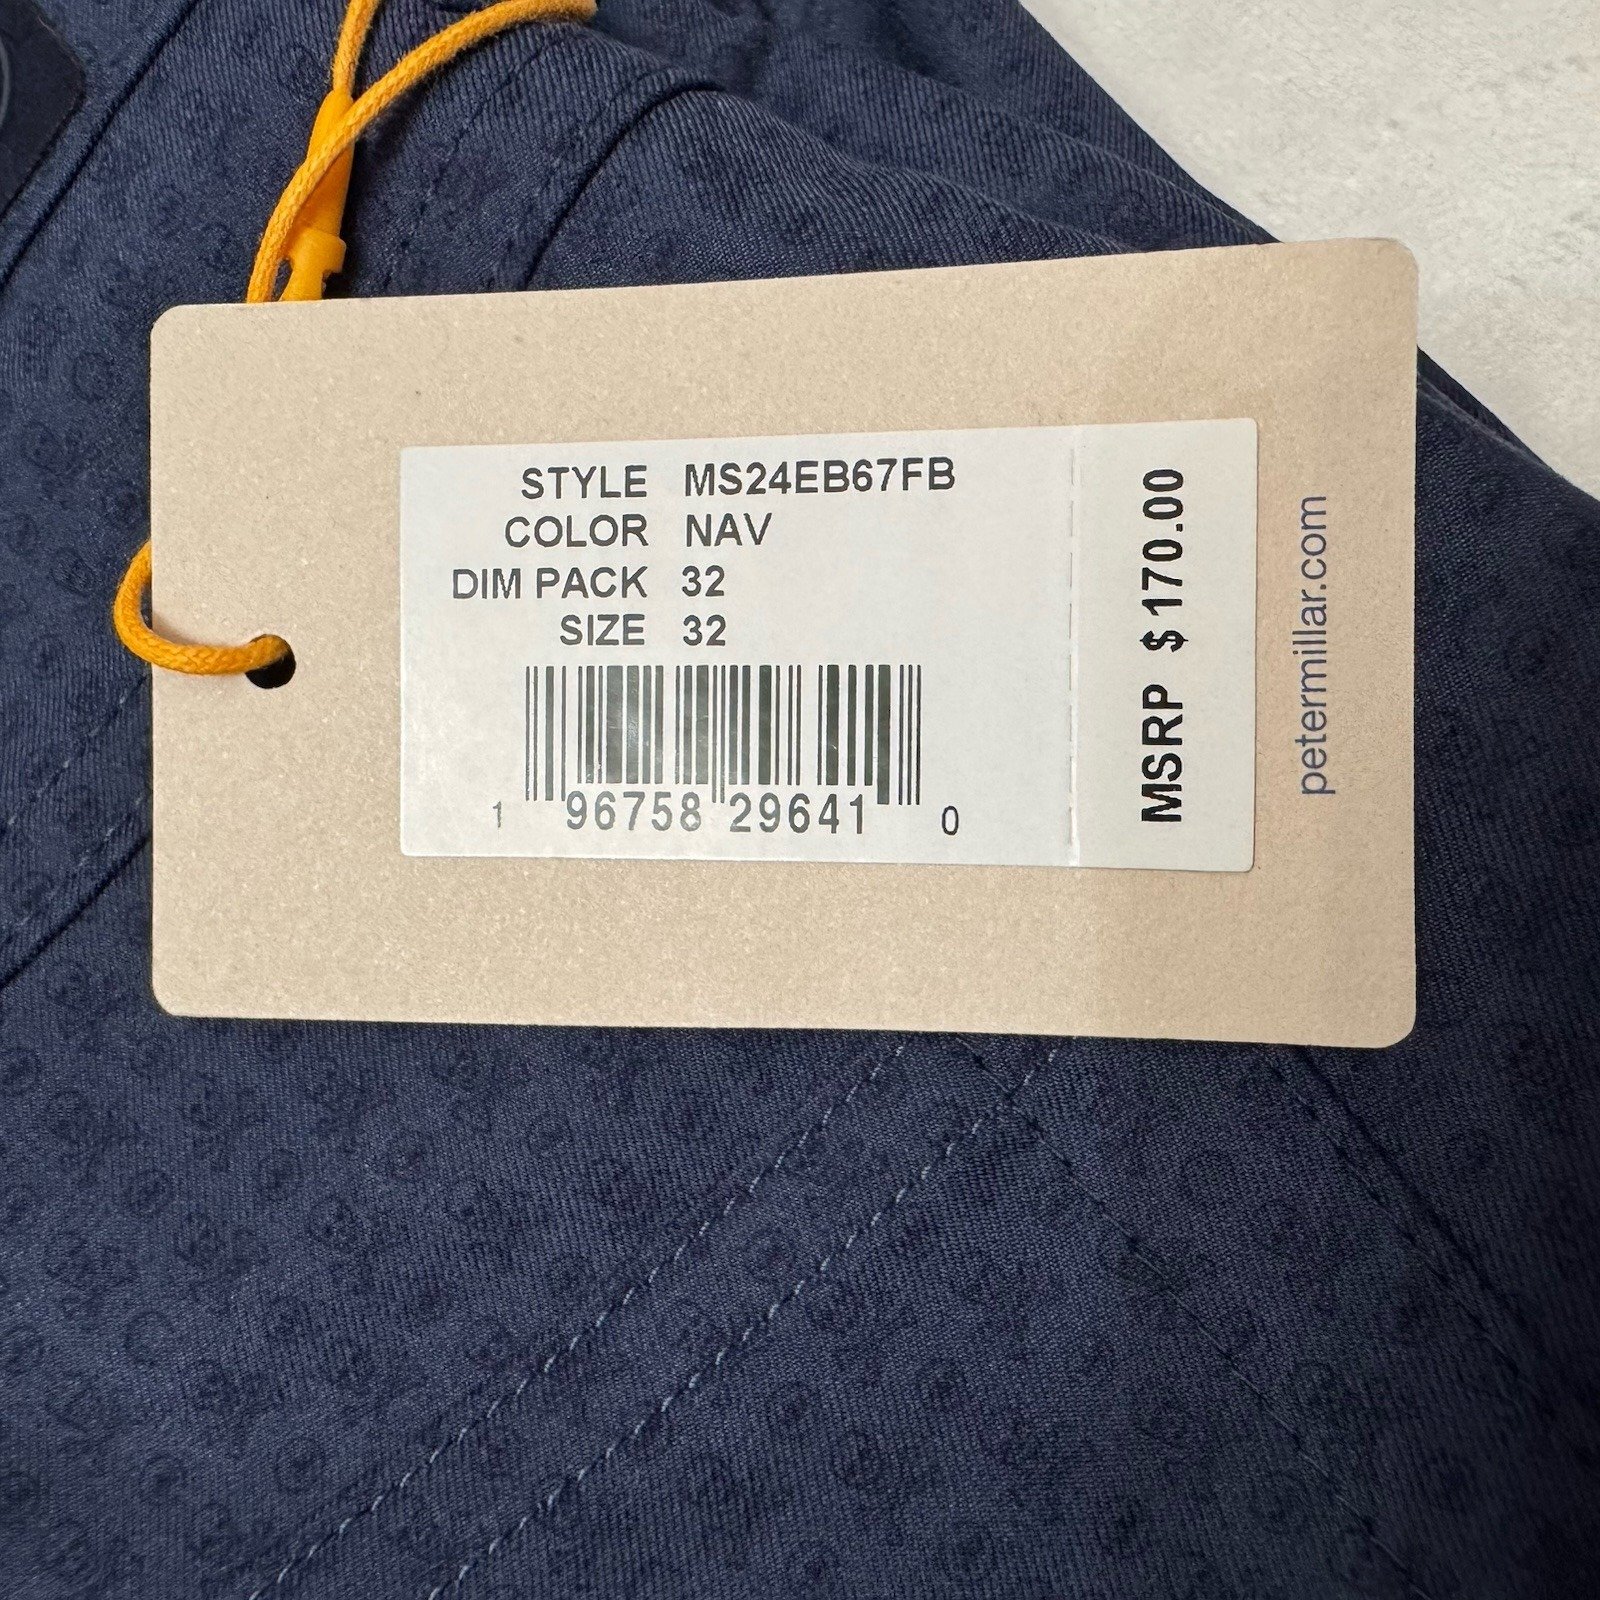 STYLE MS24EB67FB
COLOR NAV
DIM PACK 32
SIZE 32
1 96758 29641 0
MSRP $170.00
petermillar.com